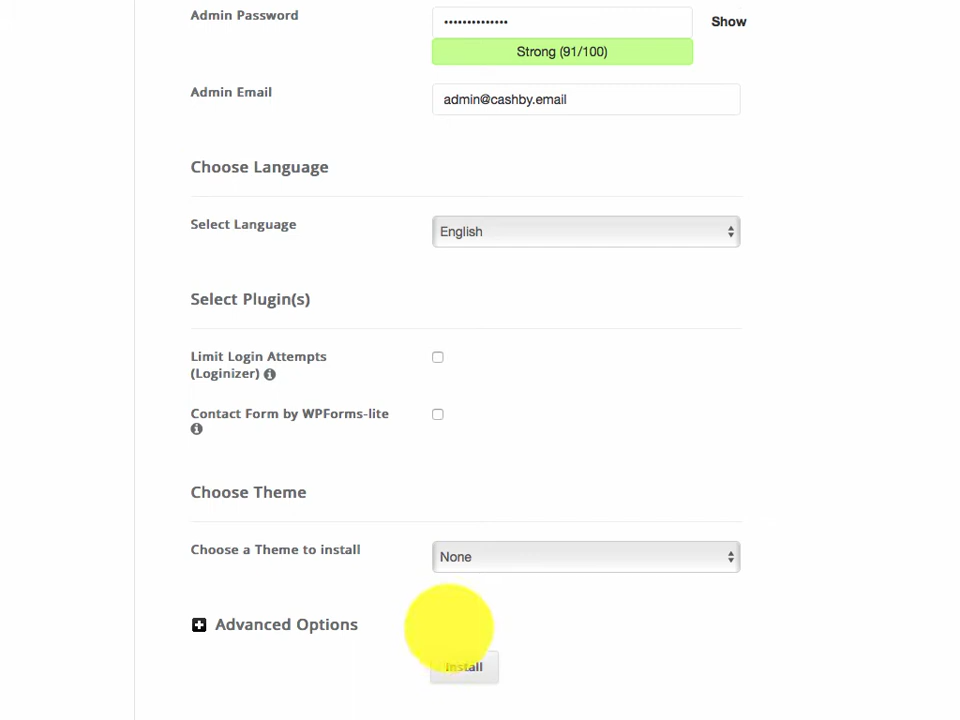 Admin Password
•••••••••••••• Show
Strong (91/100)
Admin Email
admin@cashby.email
Choose Language
Select Language
English
Select Plugin(s)
Limit Login Attempts
(Loginizer)
Contact Form by WPForms-lite
Choose Theme
Choose a Theme to install
None
Advanced Options
Install